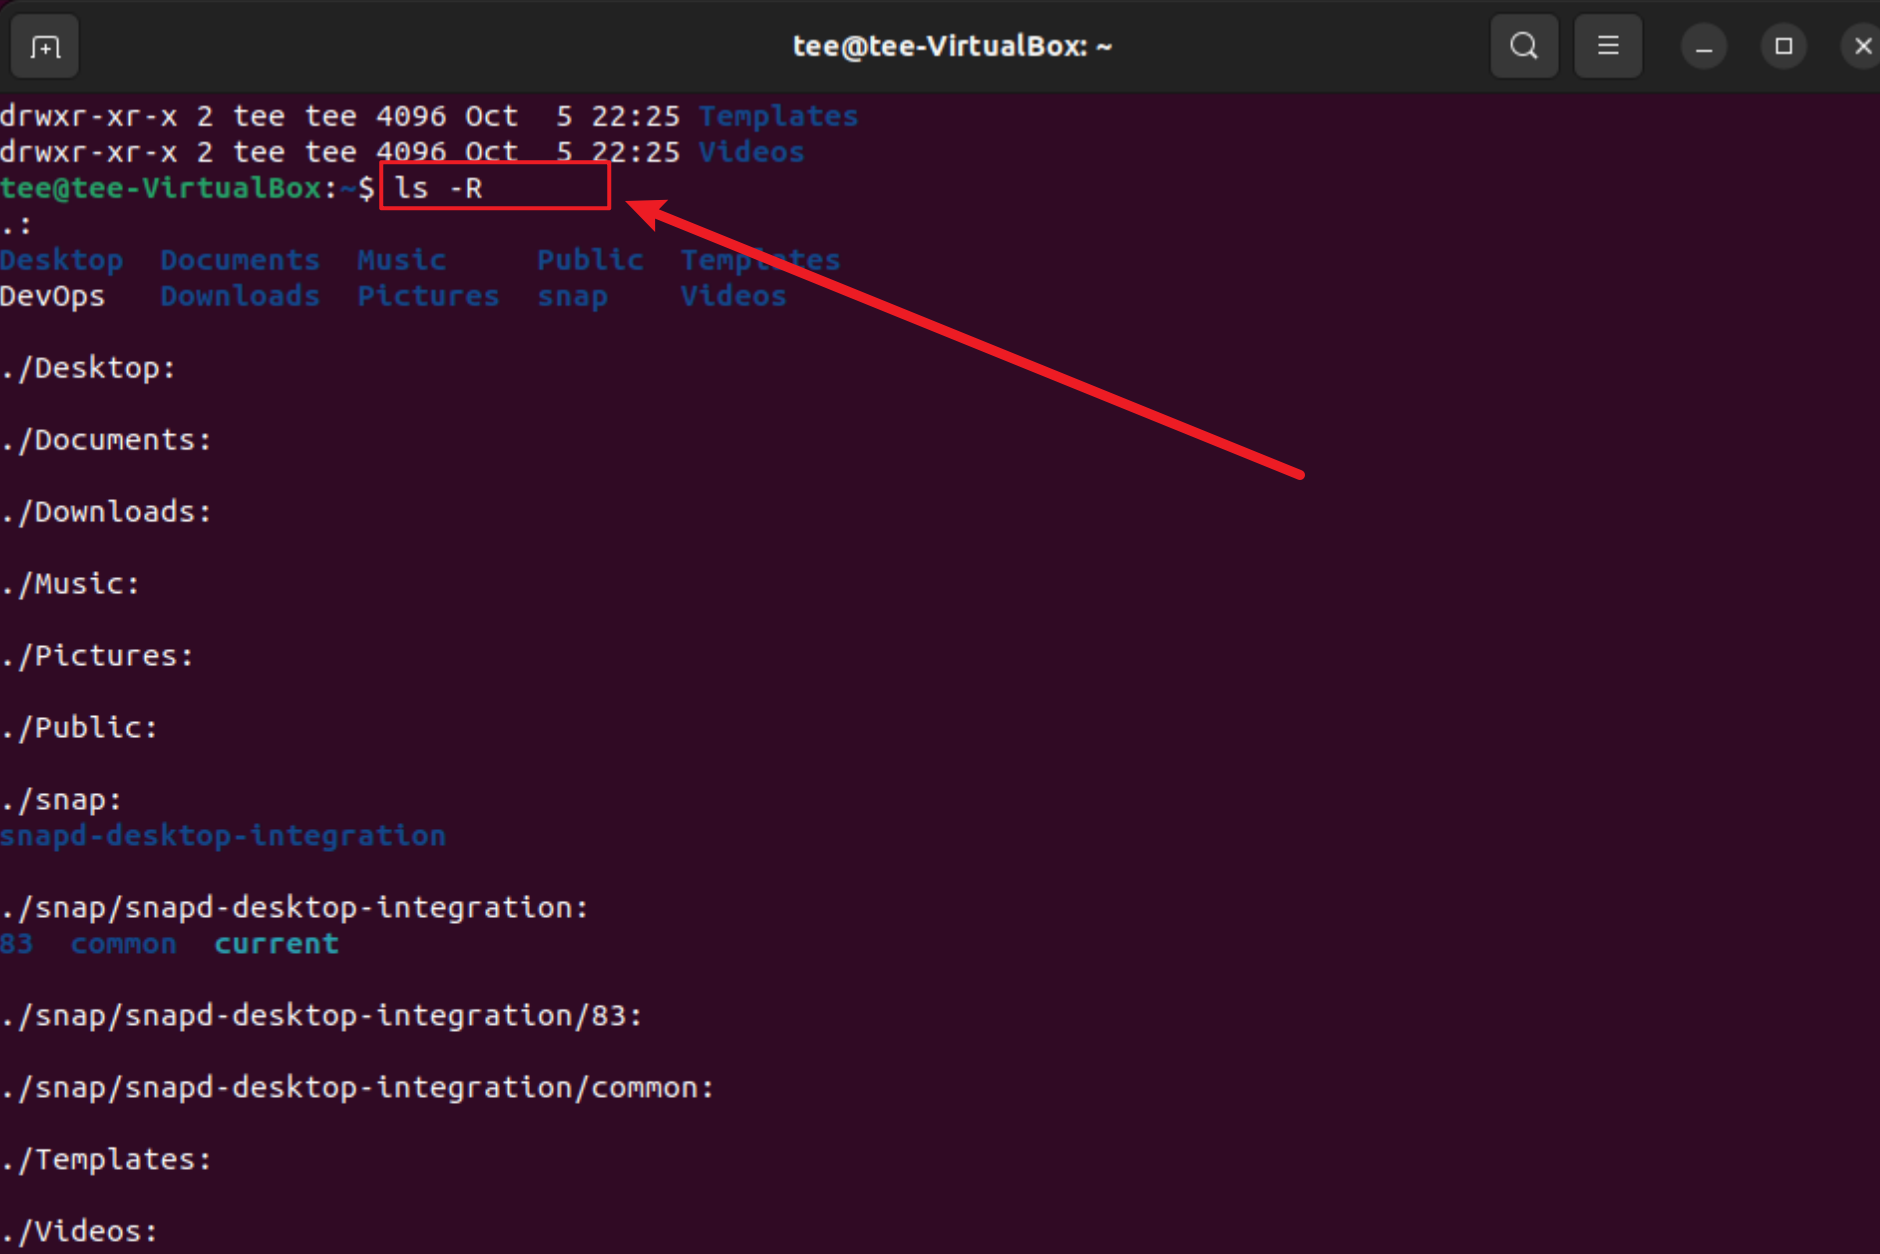 tee@tee-VirtualBox: ~
drwxr-xr-x 2 tee tee 4096 Oct  5 22:25 Templates
drwxr-xr-x 2 tee tee 4096 Oct  5 22:25 Videos
tee@tee-VirtualBox:~$ ls -R
.:
Desktop  Documents  Music     Public  Templates
DevOps   Downloads  Pictures  snap    Videos
./Desktop:
./Documents:
./Downloads:
./Music:
./Pictures:
./Public:
./snap:
snapd-desktop-integration
./snap/snapd-desktop-integration:
83  common  current
./snap/snapd-desktop-integration/83:
./snap/snapd-desktop-integration/common:
./Templates:
./Videos: